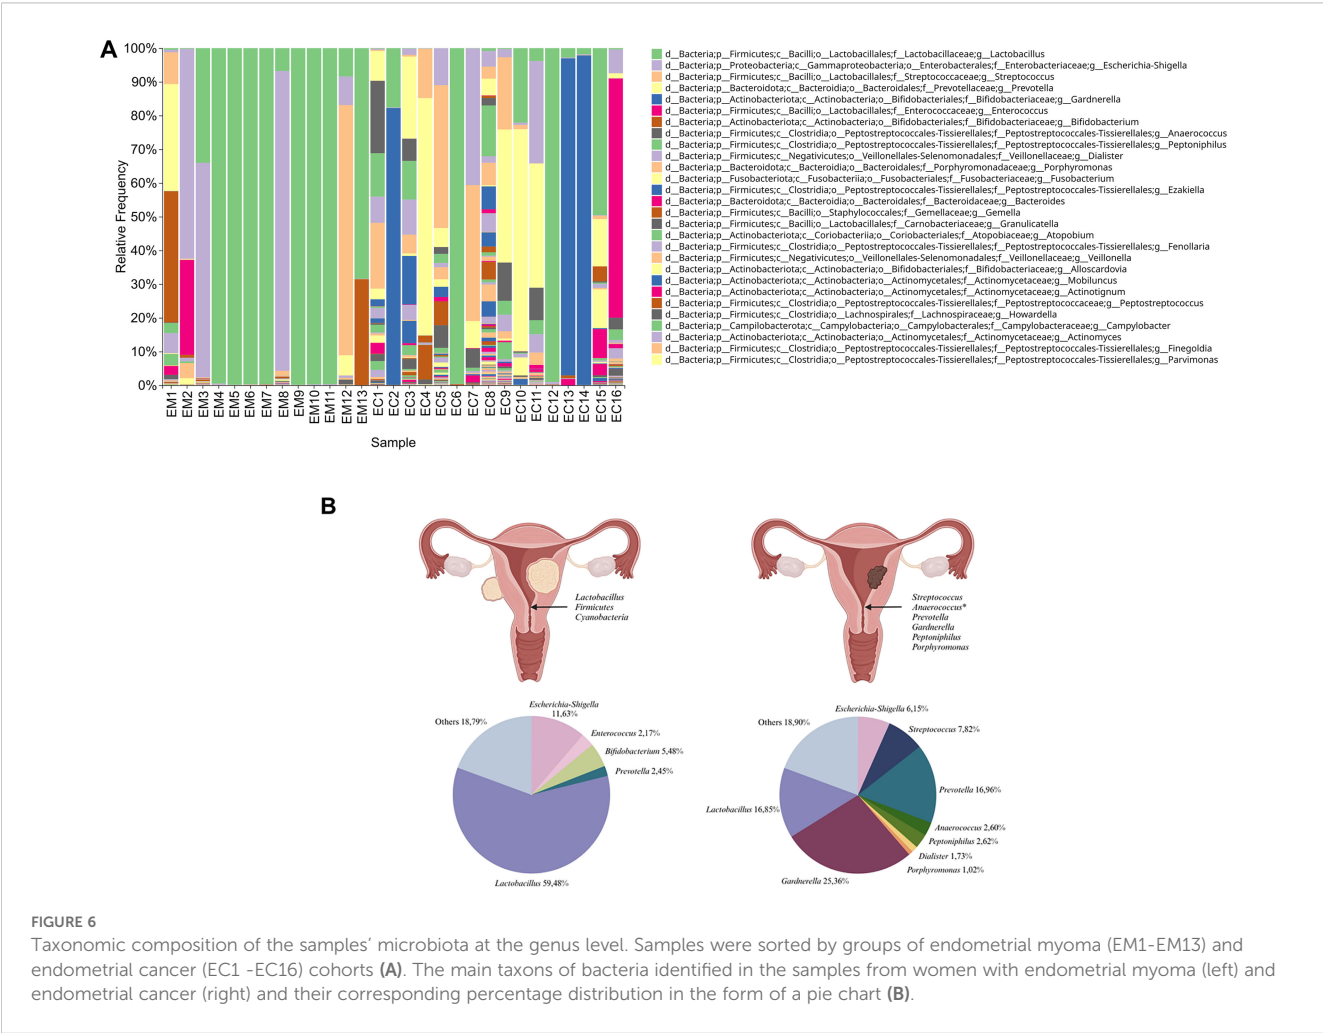 A
100%
90%
80%
70%
60%
50%
40%
30%
20%
10%
0%
Relative Frequency
EM1 EM2 EM3 EM4 EM5 EM6 EM7 EM8 EM9 EM10 EM11 EM12 EM13 EC1 EC2 EC3 EC4 EC5 EC6 EC7 EC8 EC9 EC10 EC11 EC12 EC13 EC14 EC15 EC16
Sample
d__Bacteria;p__Firmicutes;c__Bacilli;o__Lactobacillales;f__Lactobacillaceae;g__Lactobacillus
d__Bacteria;p__Proteobacteria;c__Gammaproteobacteria;o__Enterobacterales;f__Enterobacteriaceae;g__Escherichia-Shigella
d__Bacteria;p__Firmicutes;c__Bacilli;o__Lactobacillales;f__Streptococcaceae;g__Streptococcus
d__Bacteria;p__Bacteroidota;c__Bacteroidia;o__Bacteroidales;f__Prevotellaceae;g__Prevotella
d__Bacteria;p__Actinobacteriota;c__Actinobacteria;o__Bifidobacteriales;f__Bifidobacteriaceae;g__Gardnerella
d__Bacteria;p__Firmicutes;c__Bacilli;o__Lactobacillales;f__Enterococcaceae;g__Enterococcus
d__Bacteria;p__Actinobacteriota;c__Actinobacteria;o__Bifidobacteriales;f__Bifidobacteriaceae;g__Bifidobacterium
d__Bacteria;p__Firmicutes;c__Clostridia;o__Peptostreptococcales-Tissierellales;f__Peptostreptococcales-Tissierellales;g__Anaerococcus
d__Bacteria;p__Firmicutes;c__Clostridia;o__Peptostreptococcales-Tissierellales;f__Peptostreptococcales-Tissierellales;g__Peptoniphilus
d__Bacteria;p__Firmicutes;c__Negativicutes;o__Veillonellales-Selenomonadales;f__Veillonellaceae;g__Dialister
d__Bacteria;p__Bacteroidota;c__Bacteroidia;o__Bacteroidales;f__Porphyromonadaceae;g__Porphyromonas
d__Bacteria;p__Fusobacteriota;c__Fusobacteriia;o__Fusobacteriales;f__Fusobacteriaceae;g__Fusobacterium
d__Bacteria;p__Firmicutes;c__Clostridia;o__Peptostreptococcales-Tissierellales;f__Peptostreptococcales-Tissierellales;g__Ezakiella
d__Bacteria;p__Bacteroidota;c__Bacteroidia;o__Bacteroidales;f__Bacteroidaceae;g__Bacteroides
d__Bacteria;p__Firmicutes;c__Bacilli;o__Staphylococcales;f__Gemellaceae;g__Gemella
d__Bacteria;p__Firmicutes;c__Bacilli;o__Lactobacillales;f__Carnobacteriaceae;g__Granulicatella
d__Bacteria;p__Actinobacteriota;c__Coriobacteriia;o__Coriobacteriales;f__Atopobiaceae;g__Atopobium
d__Bacteria;p__Firmicutes;c__Clostridia;o__Peptostreptococcales-Tissierellales;f__Peptostreptococcales-Tissierellales;g__Fenollaria
d__Bacteria;p__Firmicutes;c__Negativicutes;o__Veillonellales-Selenomonadales;f__Veillonellaceae;g__Veillonella
d__Bacteria;p__Actinobacteriota;c__Actinobacteria;o__Bifidobacteriales;f__Bifidobacteriaceae;g__Alloscardovia
d__Bacteria;p__Actinobacteriota;c__Actinobacteria;o__Actinomycetales;f__Actinomycetaceae;g__Mobiluncus
d__Bacteria;p__Actinobacteriota;c__Actinobacteria;o__Actinomycetales;f__Actinomycetaceae;g__Actinotignum
d__Bacteria;p__Firmicutes;c__Clostridia;o__Peptostreptococcales-Tissierellales;f__Peptostreptococcaceae;g__Peptostreptococcus
d__Bacteria;p__Firmicutes;c__Clostridia;o__Lachnospirales;f__Lachnospiraceae;g__Howardella
d__Bacteria;p__Campilobacterota;c__Campylobacteria;o__Campylobacterales;f__Campylobacteraceae;g__Campylobacter
d__Bacteria;p__Actinobacteriota;c__Actinobacteria;o__Actinomycetales;f__Actinomycetaceae;g__Actinomyces
d__Bacteria;p__Firmicutes;c__Clostridia;o__Peptostreptococcales-Tissierellales;f__Peptostreptococcales-Tissierellales;g__Finegoldia
d__Bacteria;p__Firmicutes;c__Clostridia;o__Peptostreptococcales-Tissierellales;f__Peptostreptococcales-Tissierellales;g__Parvimonas
B
Lactobacillus
Firmicutes
Cyanobacteria
Streptococcus
Anaerococcus*
Prevotella
Gardnerella
Peptoniphilus
Porphyromonas
Escherichia-Shigella
11,63%
Others 18,79%
Enterococcus 2,17%
Bifidobacterium 5,48%
Prevotella 2,45%
Lactobacillus 59,48%
Escherichia-Shigella 6,15%
Others 18,90%
Streptococcus 7,82%
Prevotella 16,96%
Lactobacillus 16,85%
Anaerococcus 2,60%
Peptoniphilus 2,62%
Dialister 1,73%
Porphyromonas 1,02%
Gardnerella 25,36%
FIGURE 6
Taxonomic composition of the samples’ microbiota at the genus level. Samples were sorted by groups of endometrial myoma (EM1-EM13) and
endometrial cancer (EC1 -EC16) cohorts (A). The main taxons of bacteria identified in the samples from women with endometrial myoma (left) and
endometrial cancer (right) and their corresponding percentage distribution in the form of a pie chart (B).